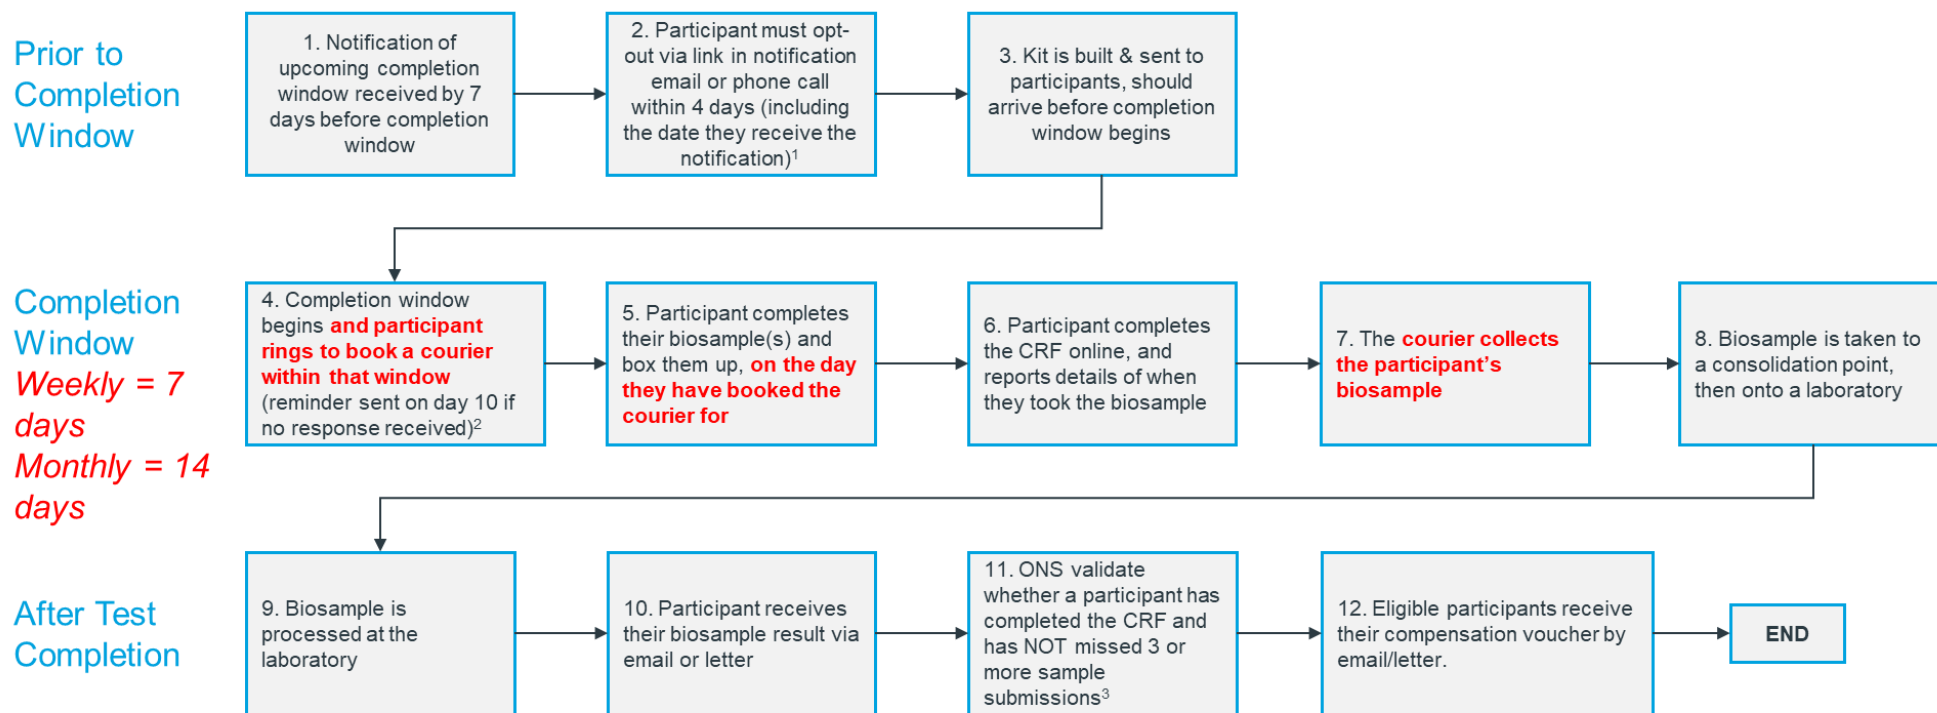 Prior to
Completion
Window
1. Notification of
upcoming completion
window received by 7
days before completion
window
2. Participant must opt-
out via link in notification
email or phone call
within 4 days (including
the date they receive the
notification)1
3. Kit is built & sent to
participants, should
arrive before completion
window begins
Completion
Window
Weekly = 7
days
Monthly = 14
days
4. Completion window
begins and participant
rings to book a courier
within that window
(reminder sent on day 10 if
no response received)2
5. Participant completes
their biosample(s) and
box them up, on the day
they have booked the
courier for
6. Participant completes
the CRF online, and
reports details of when
they took the biosample
7. The courier collects
the participant's
biosample
8. Biosample is taken to
a consolidation point,
then onto a laboratory
After Test
Completion
9. Biosample is
processed at the
laboratory
10. Participant receives
their biosample result via
email or letter
11. ONS validate
whether a participant has
completed the CRF and
has NOT missed 3 or
more sample
submissions3
12. Eligible participants receive
their compensation voucher by
email/letter.
END